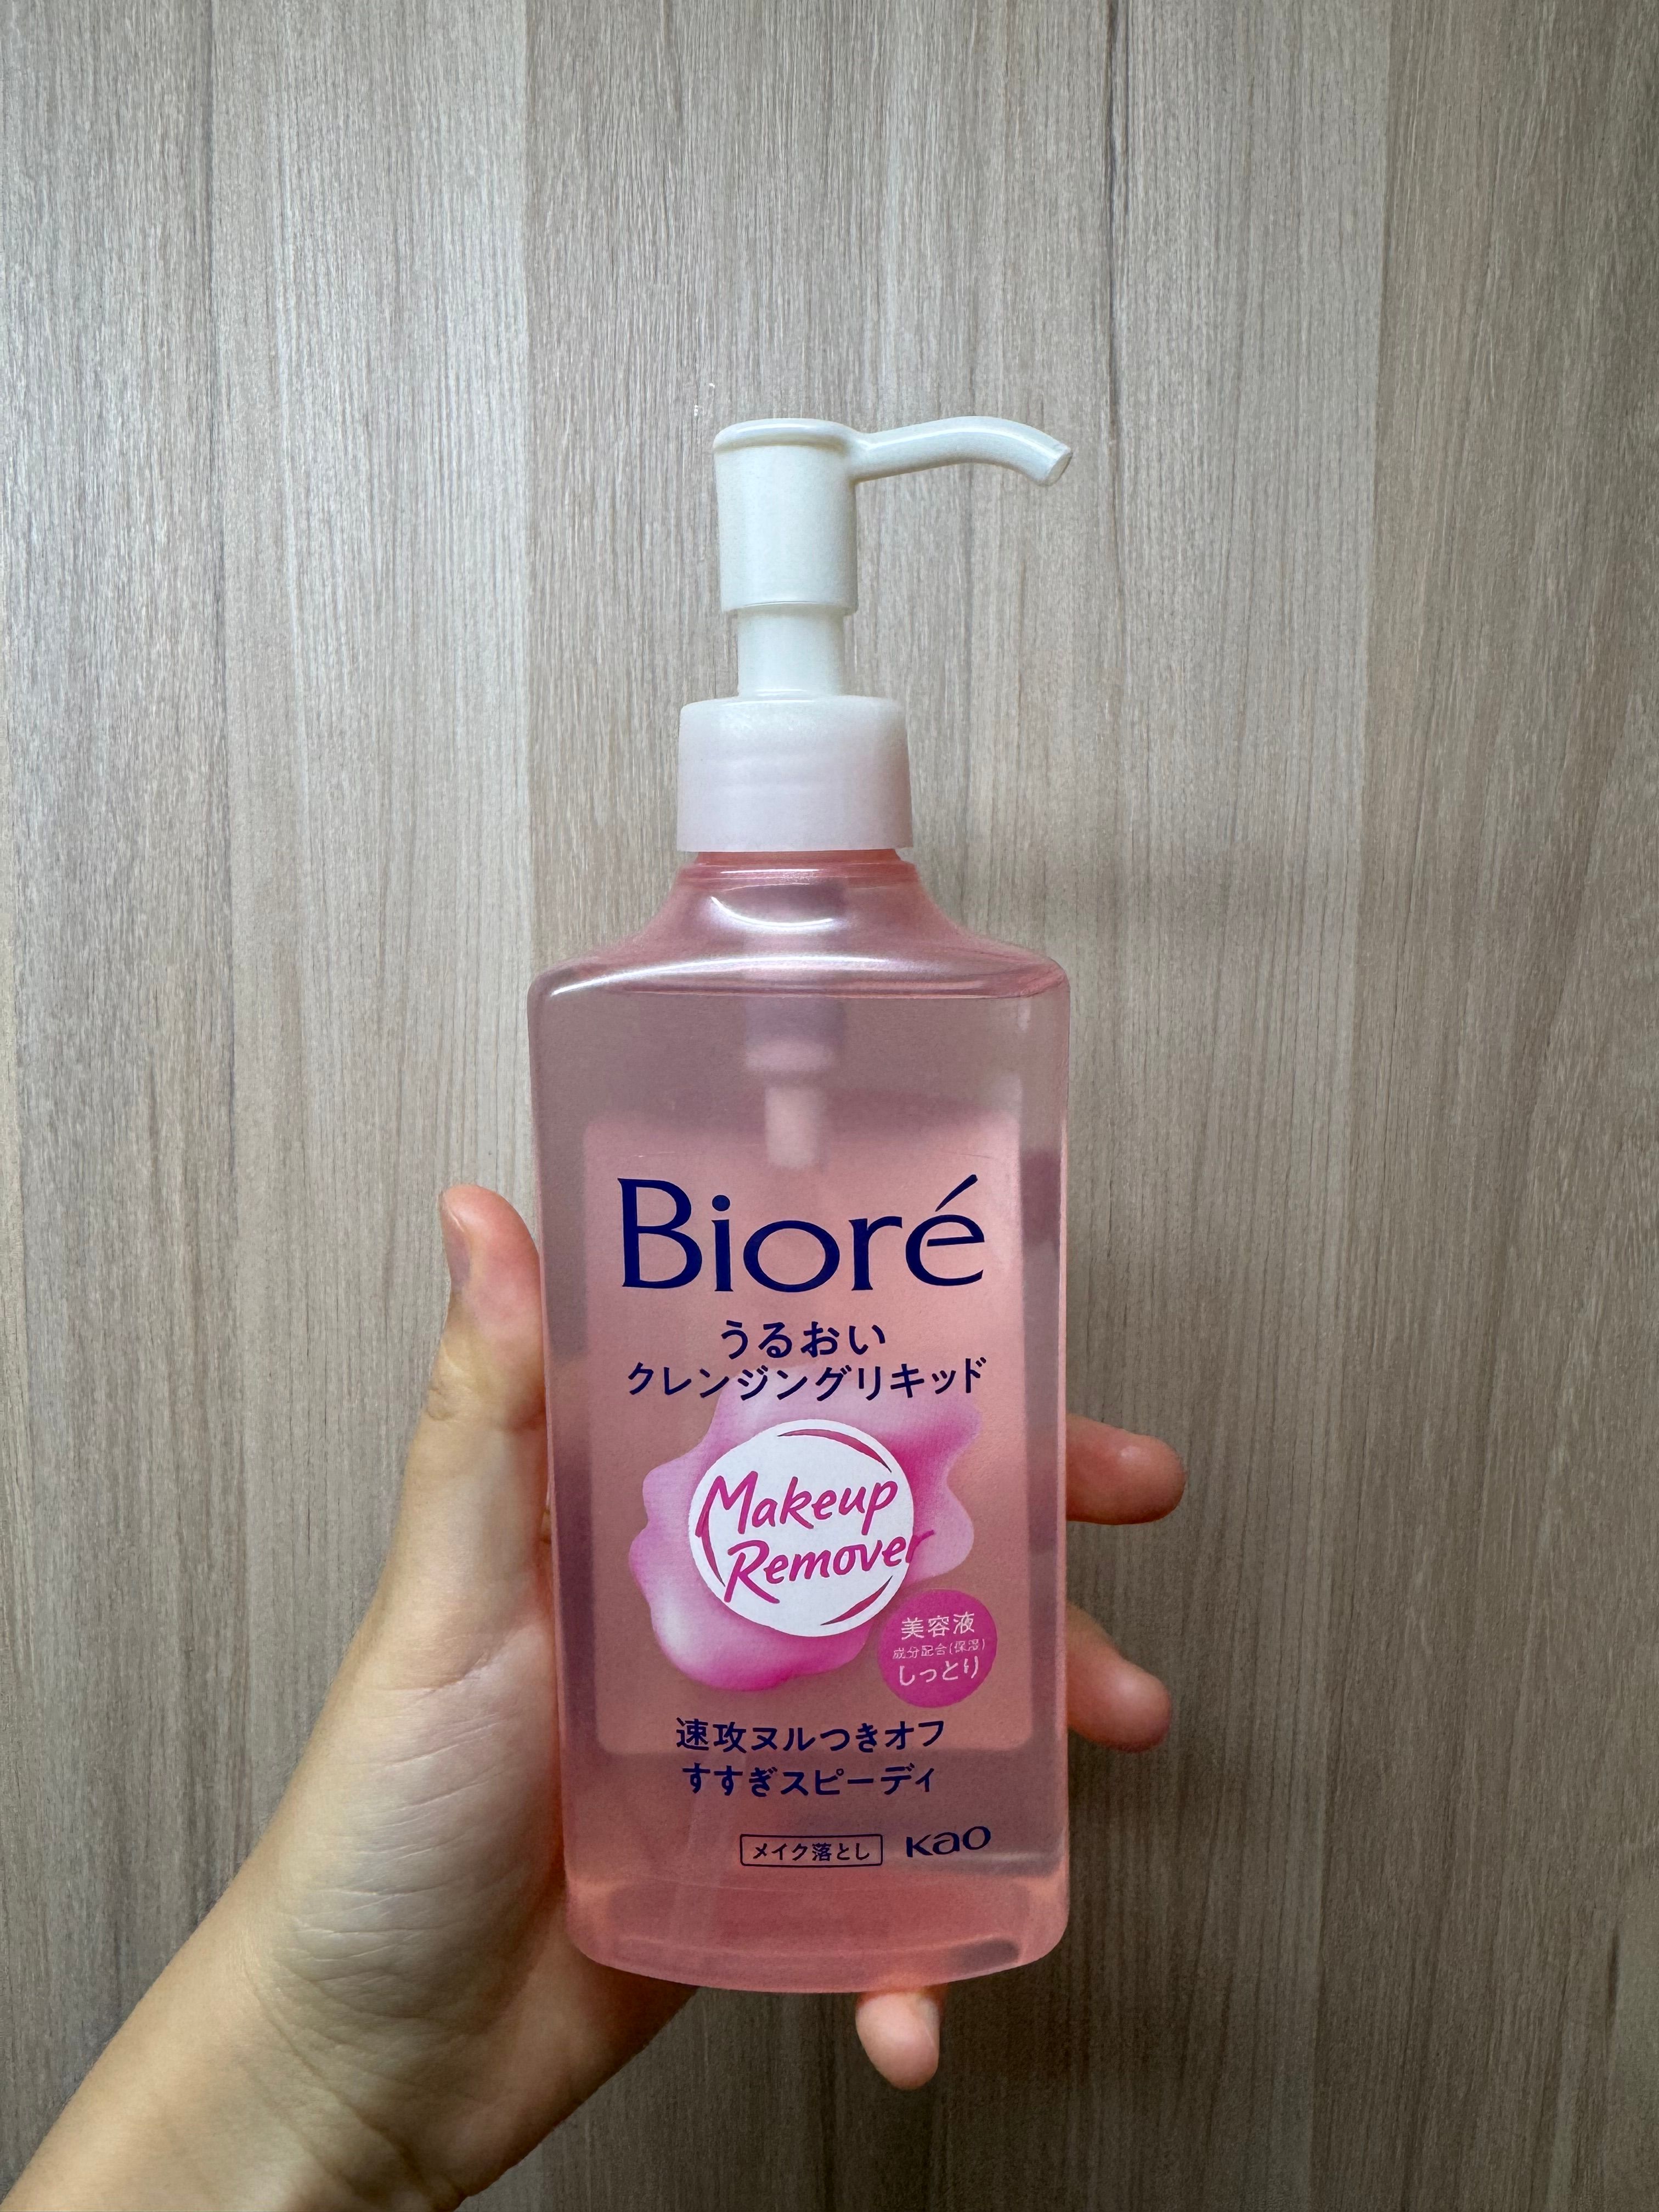 Bioré
うるおい
クレンジングリキッド
Makeup
Remover
美容液
成分配合(保湿)
しっとり
速攻ヌルつきオフ
すすぎスピーディ
メイク落とし
Kao